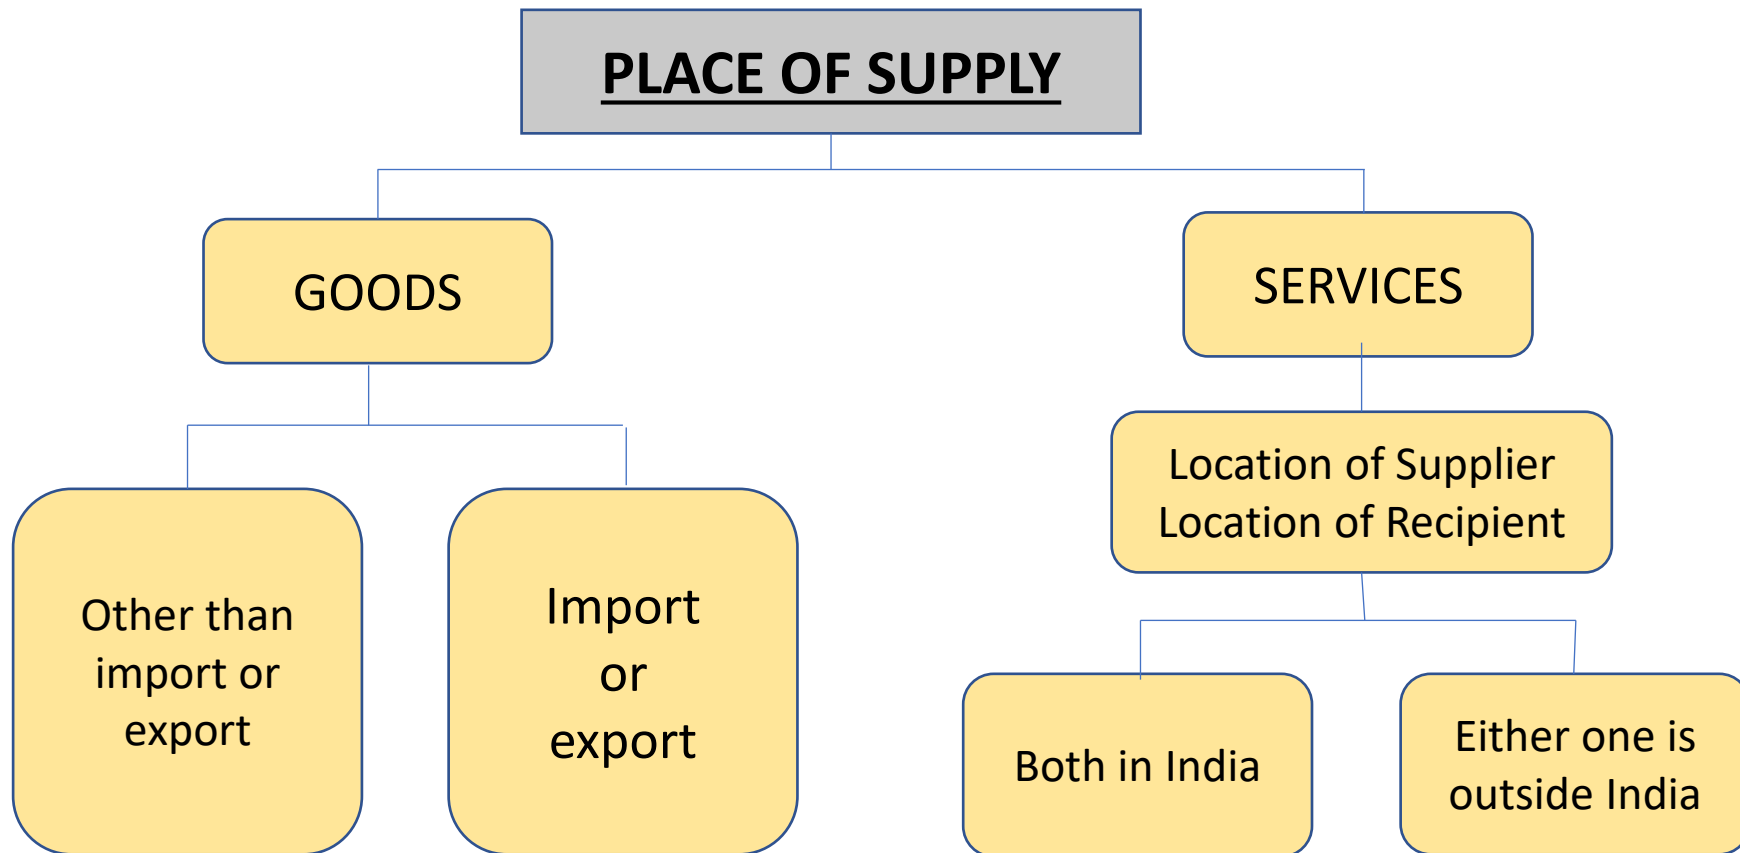 PLACE OF SUPPLY
GOODS
SERVICES
Location of Supplier
Location of Recipient
Other than
import or
export
Import
or
export
Both in India
Either one is
outside India